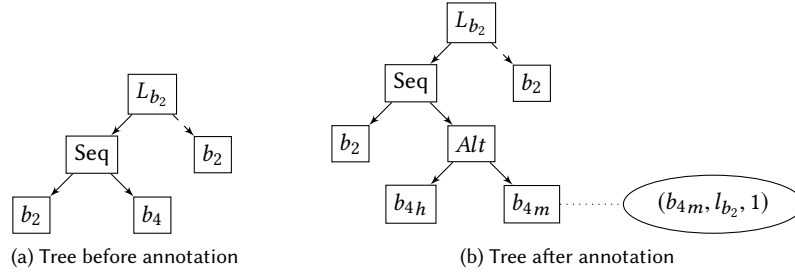 L_{b_2}
Seq
b_2
b_2
b_4
(a) Tree before annotation
L_{b_2}
Seq
b_2
b_2
Alt
b_{4h}
b_{4m}
(b_{4m}, l_{b_2}, 1)
(b) Tree after annotation